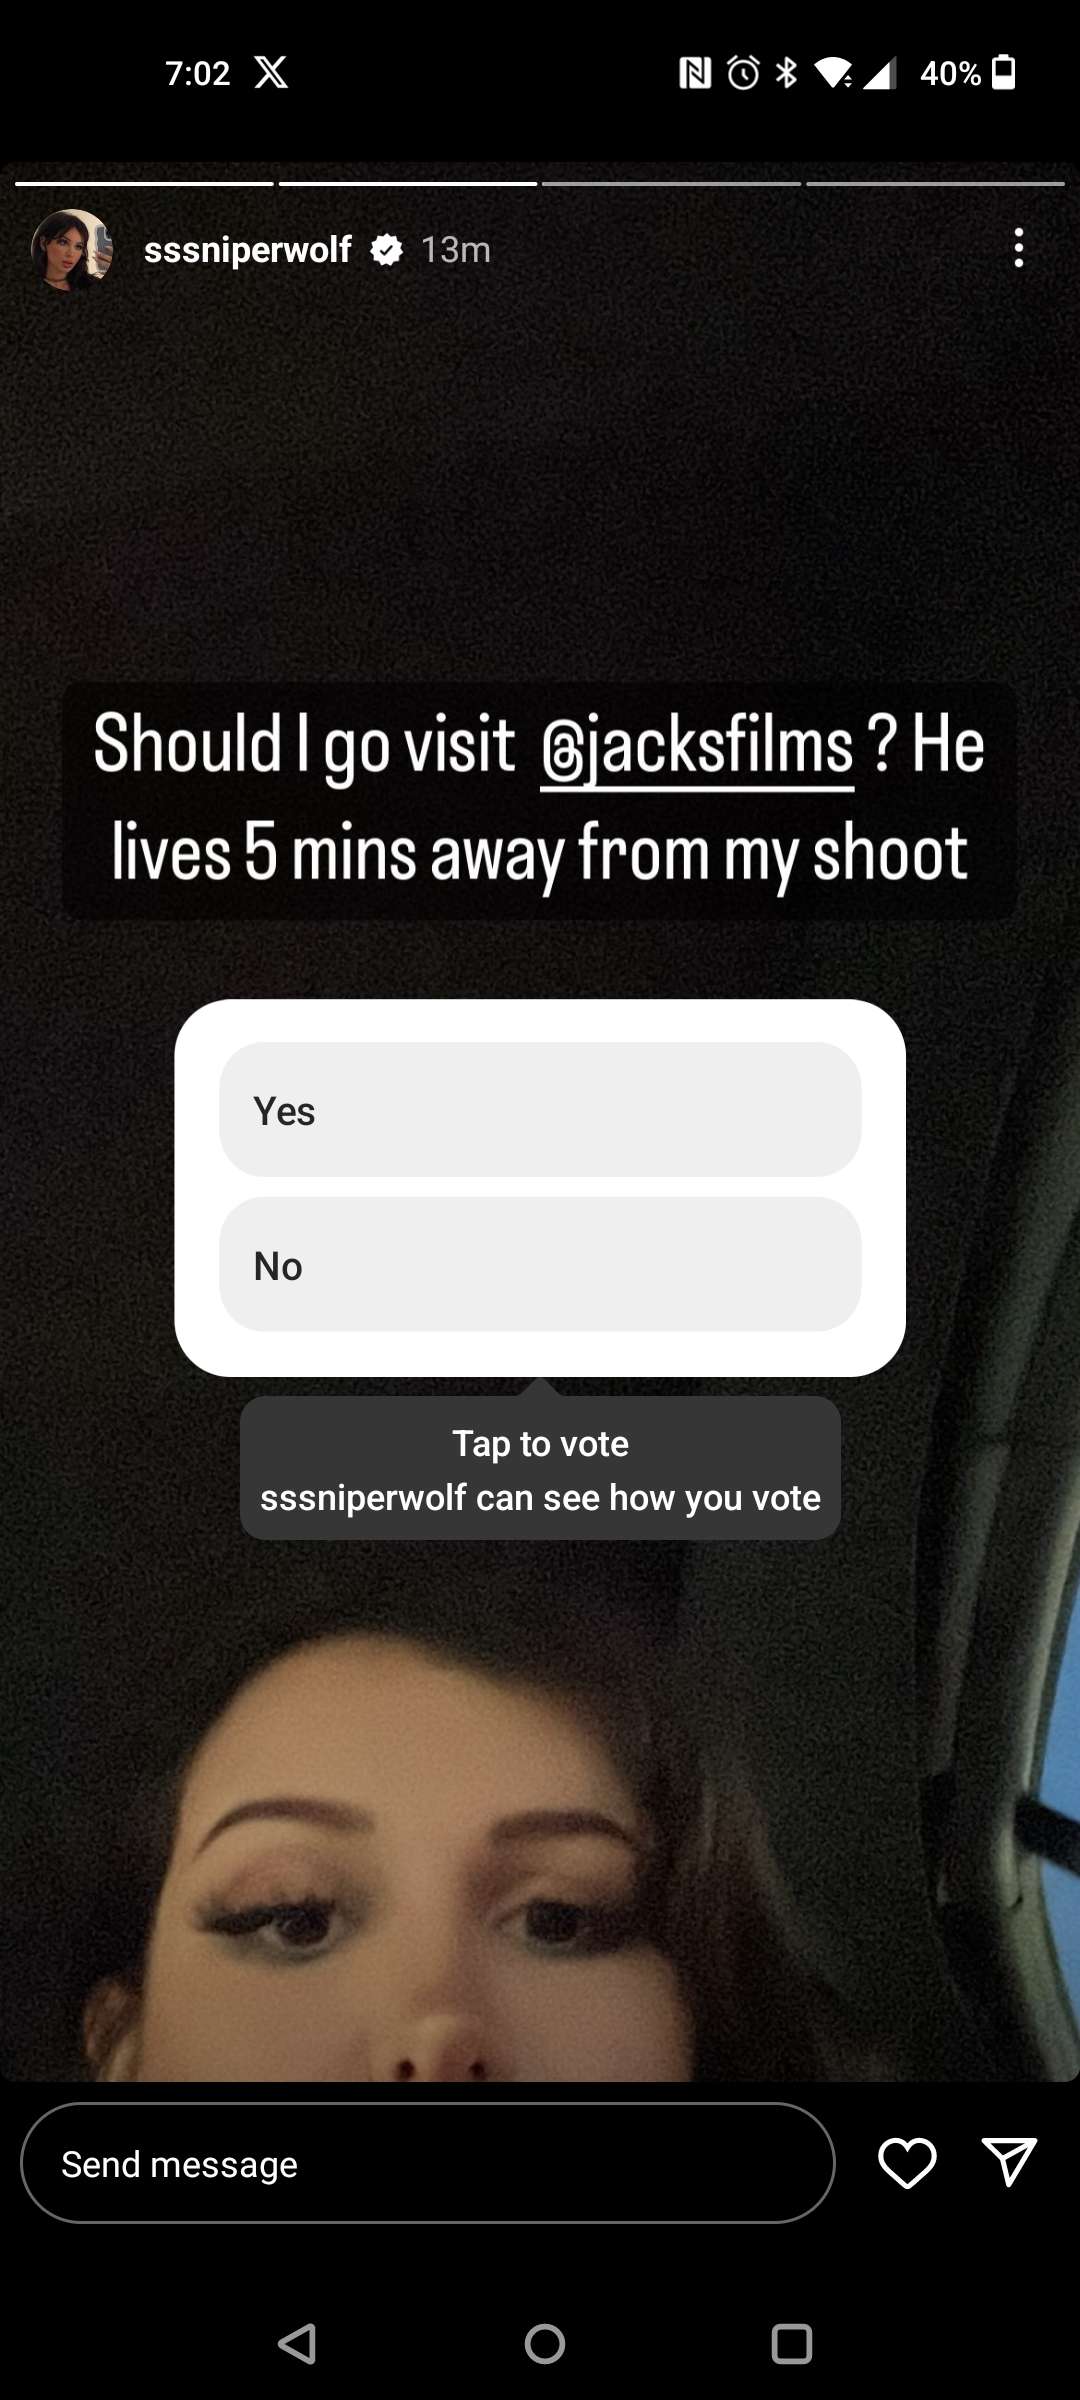 7:02
40%
sssniperwolf 13m
Should I go visit @jacksfilms ? He
lives 5 mins away from my shoot
Yes
No
Tap to vote
sssniperwolf can see how you vote
Send message